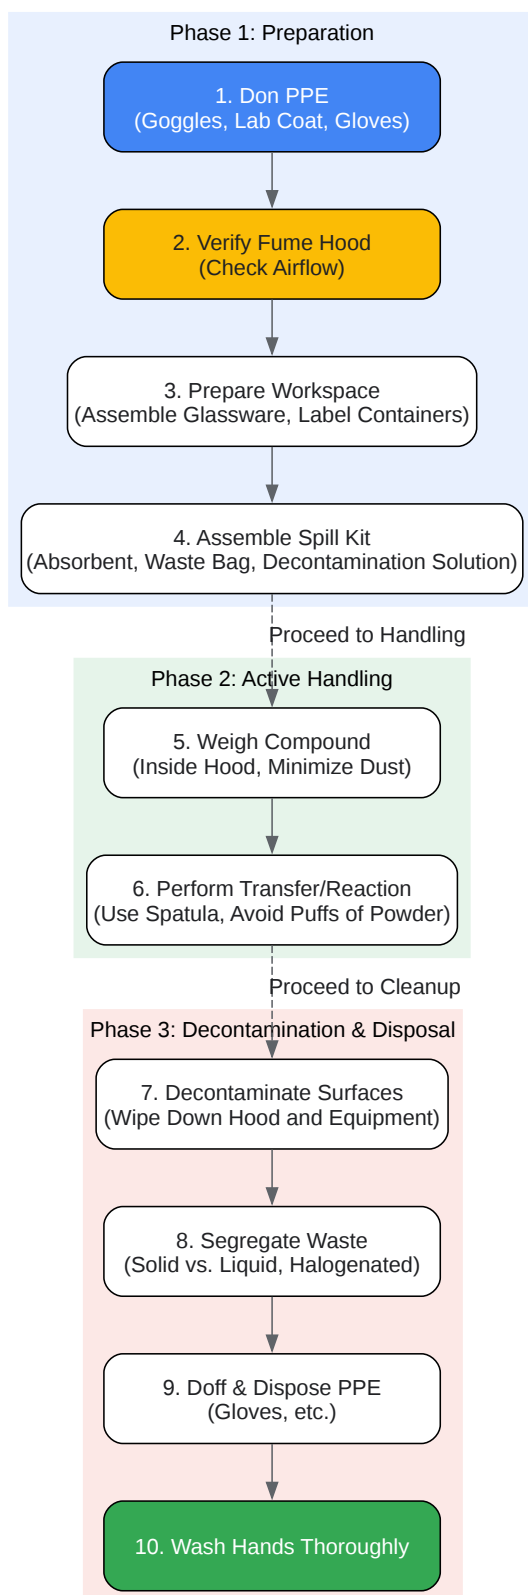 Phase 1: Preparation
1. Don PPE
(Goggles, Lab Coat, Gloves)
2. Verify Fume Hood
(Check Airflow)
3. Prepare Workspace
(Assemble Glassware, Label Containers)
4. Assemble Spill Kit
(Absorbent, Waste Bag, Decontamination Solution)
Proceed to Handling
Phase 2: Active Handling
5. Weigh Compound
(Inside Hood, Minimize Dust)
6. Perform Transfer/Reaction
(Use Spatula, Avoid Puffs of Powder)
Proceed to Cleanup
Phase 3: Decontamination & Disposal
7. Decontaminate Surfaces
(Wipe Down Hood and Equipment)
8. Segregate Waste
(Solid vs. Liquid, Halogenated)
9. Doff & Dispose PPE
(Gloves, etc.)
10. Wash Hands Thoroughly